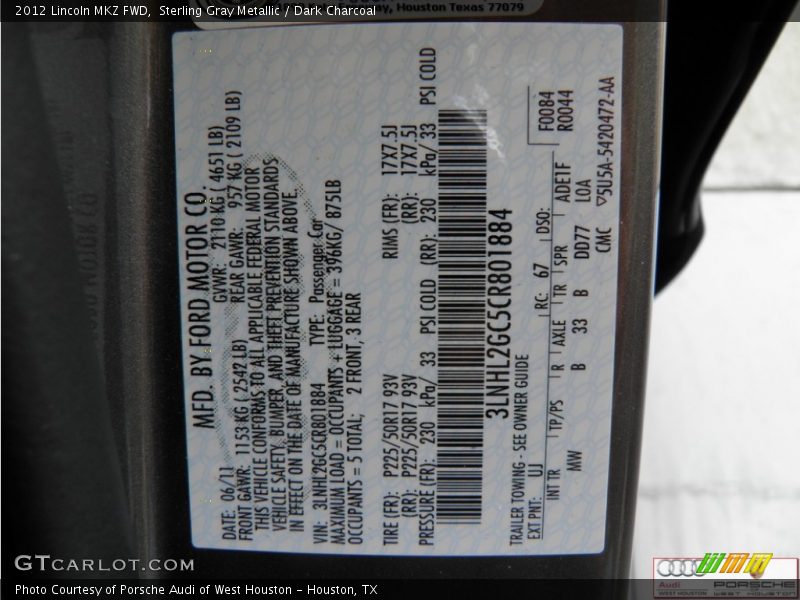 2012 Lincoln MKZ FWD,  Sterling Gray Metallic / Dark Charcoal
Houston Texas 77079
MFD. BY FORD MOTOR CO.
DATE: 06/11 GVWR: 2110 KG ( 4651 LB)
FRONT GAWR: 1153 KG ( 2542 LB) REAR GAWR: 957 KG ( 2109 LB)
THIS VEHICLE CONFORMS TO ALL APPLICABLE FEDERAL MOTOR
VEHICLE SAFETY, BUMPER, AND THEFT PREVENTION STANDARDS
IN EFFECT ON THE DATE OF MANUFACTURE SHOWN ABOVE.
VIN: 3LNHL2GC5CR801884 TYPE: Passenger Car
MAXIMUM LOAD = OCCUPANTS + LUGGAGE = 396KG/ 875LB
OCCUPANTS = 5 TOTAL; 2 FRONT, 3 REAR
TIRE (FR): P225/50R17 93V RIMS (FR): 17X7.5J
(RR): P225/50R17 93V (RR): 17X7.5J
PRESSURE (FR): 230 kPa/ 33 PSI COLD (RR): 230 kPa/ 33 PSI COLD
3LNHL2GC5CR801884
F0084
R0044
TRAILER TOWING - SEE OWNER GUIDE
EXT PNT: UJ RC: 67 DSO:
INT TR TP/PS R AXLE TR SPR ADE1F
MW B 33 B DD77 LOA
CMC ▽5U5A-5420472-AA
GTCARLOT.COM
Photo Courtesy of Porsche Audi of West Houston – Houston, TX
Audi PORSCHE
WEST HOUSTON WEST HOUSTON